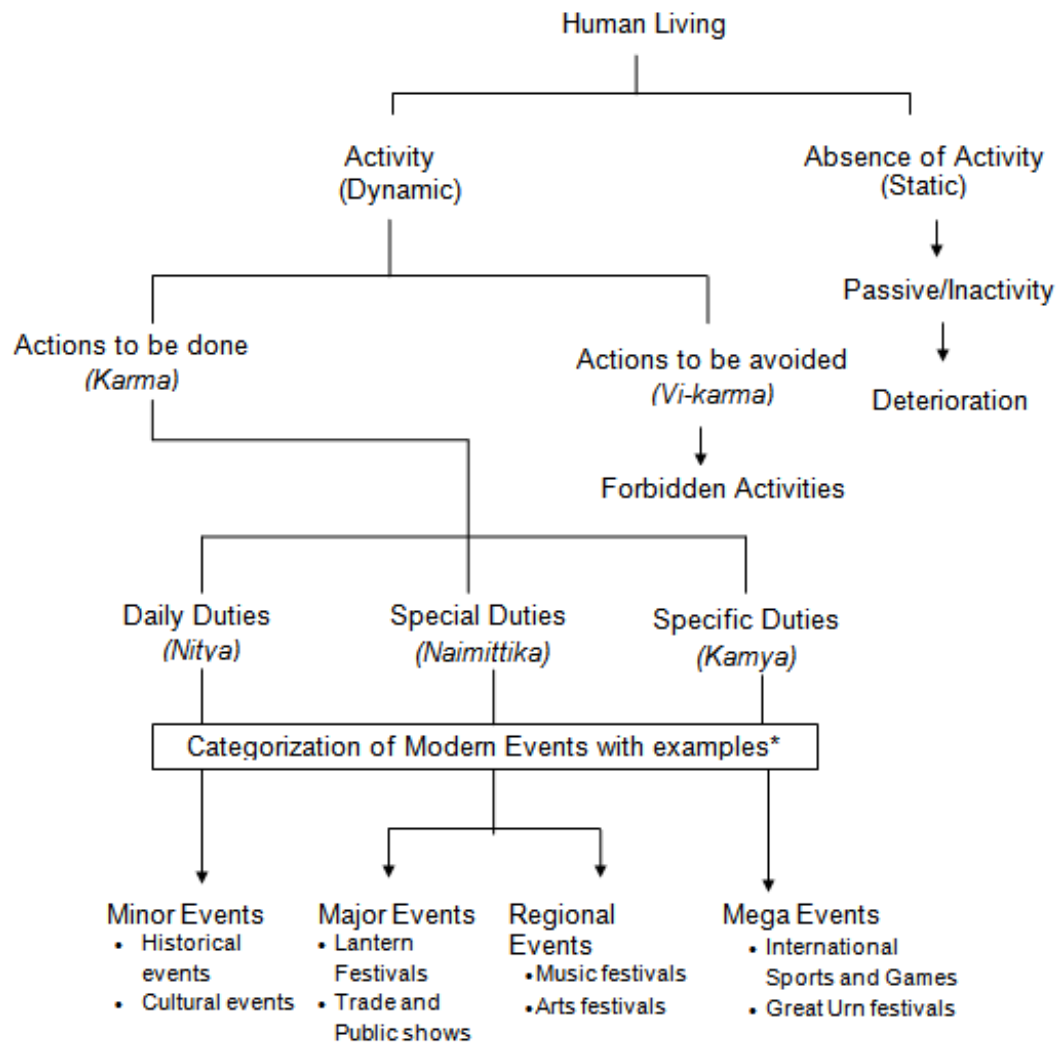 Human Living
Activity
(Dynamic)
Absence of Activity
(Static)
Passive/Inactivity
Deterioration
Actions to be done
(Karma)
Actions to be avoided
(Vi-karma)
Forbidden Activities
Daily Duties
(Nitya)
Special Duties
(Naimittika)
Specific Duties
(Kamya)
Categorization of Modern Events with examples*
Minor Events
• Historical
events
• Cultural events
Major Events
• Lantern
Festivals
• Trade and
Public shows
Regional
Events
•Music festivals
•Arts festivals
Mega Events
• International
Sports and Games
• Great Urn festivals